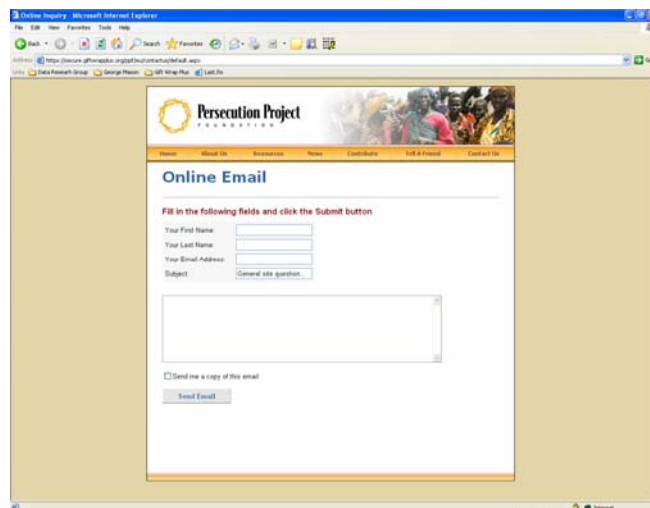 Online Inquiry - Microsoft Internet Explorer
File Edit View Favorites Tools Help
Back Search Favorites
Address
Links Data Research Group George Mason Gift Wrap Plus
Persecution Project
FOUNDATION
Home About Us Resources News Contribute Tell A Friend Contact Us
Online Email
Fill in the following fields and click the Submit button
Your First Name:
Your Last Name:
Your Email Address:
Subject General site question...
Send me a copy of this email
Send Email
Internet